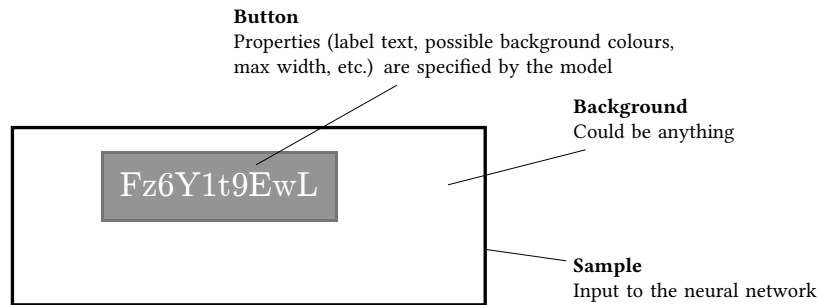 Button
Properties (label text, possible background colours,
max width, etc.) are specified by the model
Background
Could be anything
Fz6Y1t9EwL
Sample
Input to the neural network